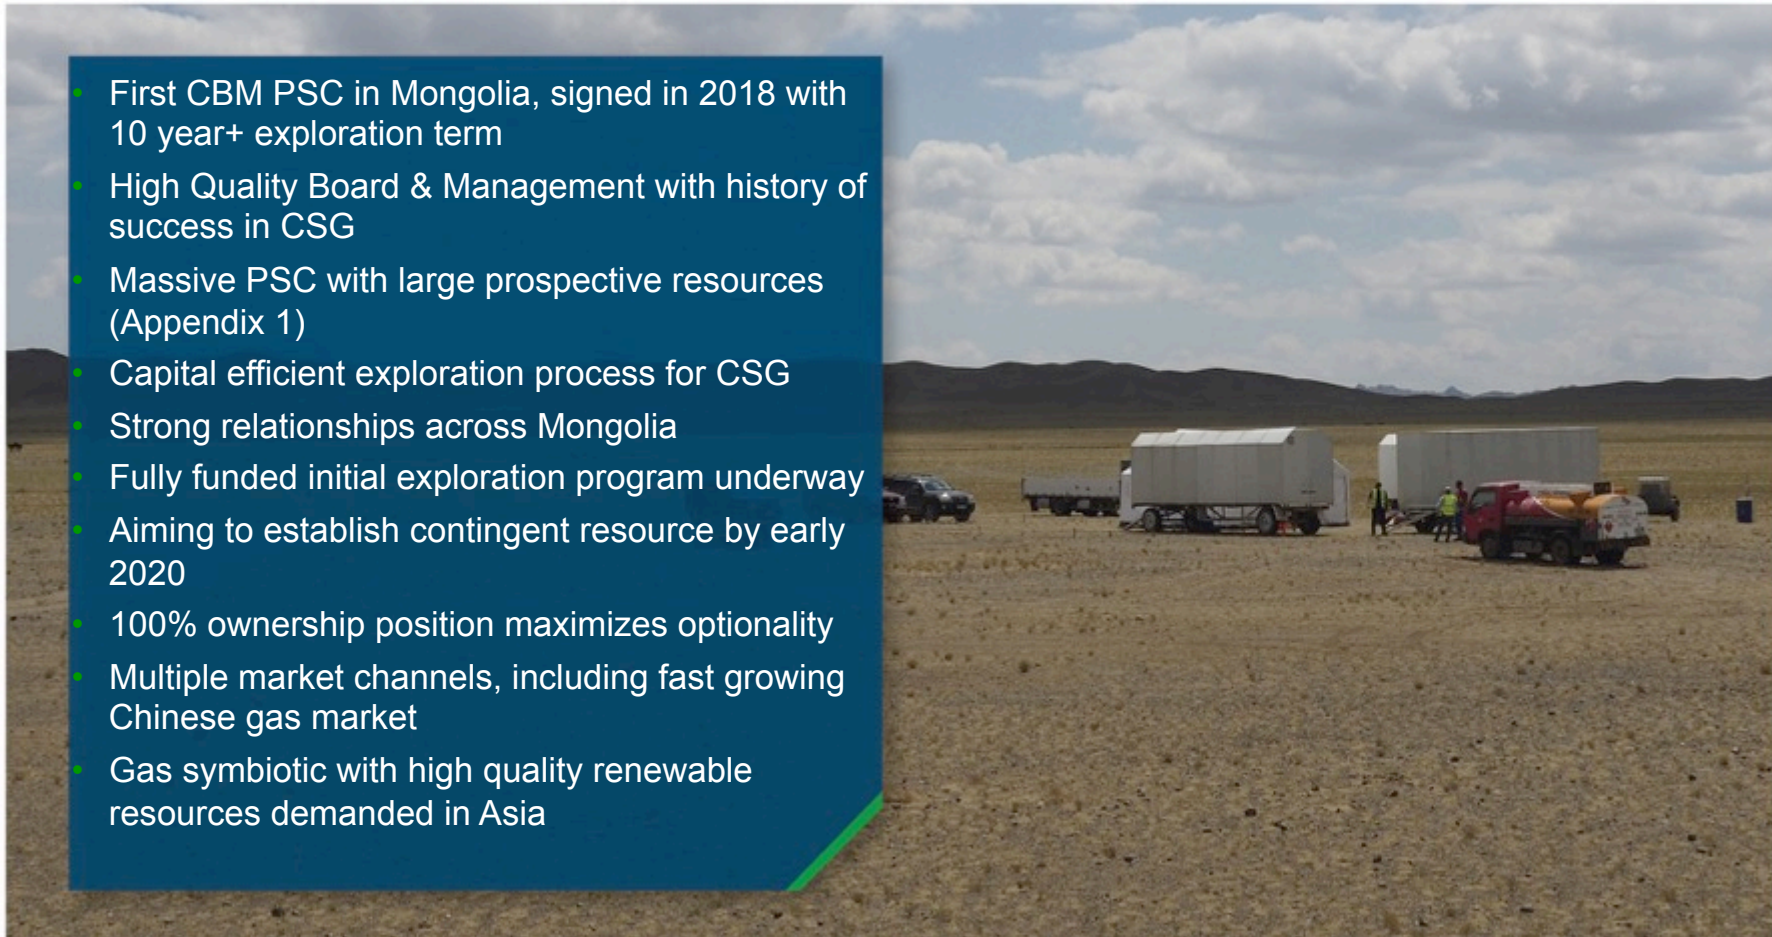 • First CBM PSC in Mongolia, signed in 2018 with
10 year+ exploration term
• High Quality Board & Management with history of
success in CSG
• Massive PSC with large prospective resources
(Appendix 1)
• Capital efficient exploration process for CSG
• Strong relationships across Mongolia
• Fully funded initial exploration program underway
• Aiming to establish contingent resource by early
2020
• 100% ownership position maximizes optionality
• Multiple market channels, including fast growing
Chinese gas market
• Gas symbiotic with high quality renewable
resources demanded in Asia